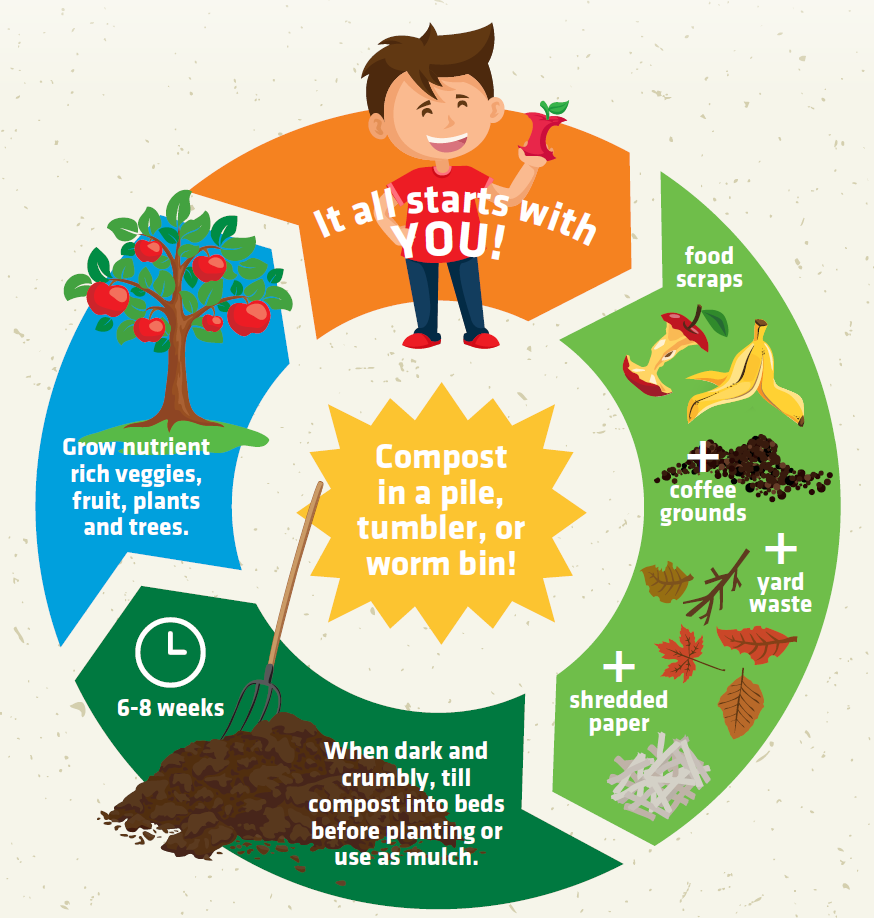 It all starts with
YOU!
food
scraps
+
coffee
grounds
+
yard
waste
+
shredded
paper
When dark and
crumbly, till
compost into beds
before planting or
use as mulch.
6-8 weeks
Grow nutrient
rich veggies,
fruit, plants
and trees.
Compost
in a pile,
tumbler, or
worm bin!